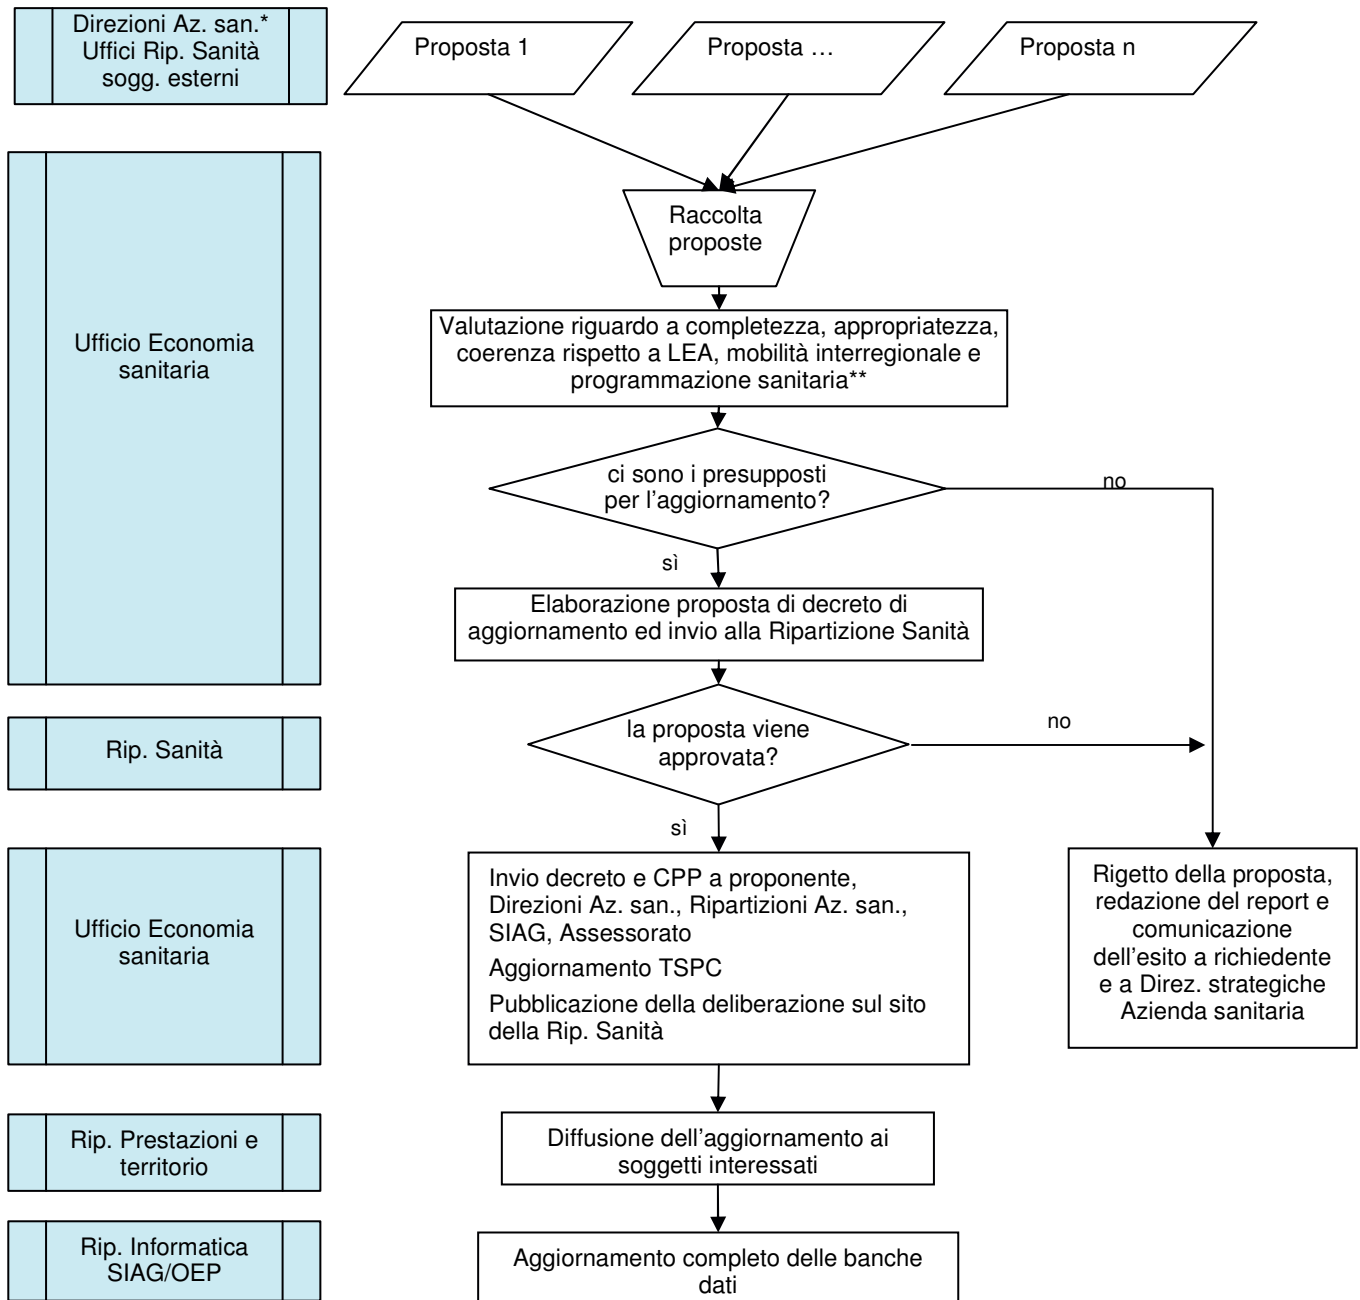 Direzioni Az. san.*
Uffici Rip. Sanità
sogg. esterni
Proposta 1
Proposta …
Proposta n
Raccolta
proposte
Ufficio Economia
sanitaria
Valutazione riguardo a completezza, appropriatezza,
coerenza rispetto a LEA, mobilità interregionale e
programmazione sanitaria**
ci sono i presupposti
per l'aggiornamento?
no
sì
Elaborazione proposta di decreto di
aggiornamento ed invio alla Ripartizione Sanità
Rip. Sanità
la proposta viene
approvata?
no
sì
Ufficio Economia
sanitaria
Invio decreto e CPP a proponente,
Direzioni Az. san., Ripartizioni Az. san.,
SIAG, Assessorato
Aggiornamento TSPC
Pubblicazione della deliberazione sul sito
della Rip. Sanità
Rigetto della proposta,
redazione del report e
comunicazione
dell'esito a richiedente
e a Direz. strategiche
Azienda sanitaria
Rip. Prestazioni e
territorio
Diffusione dell'aggiornamento ai
soggetti interessati
Rip. Informatica
SIAG/OEP
Aggiornamento completo delle banche
dati